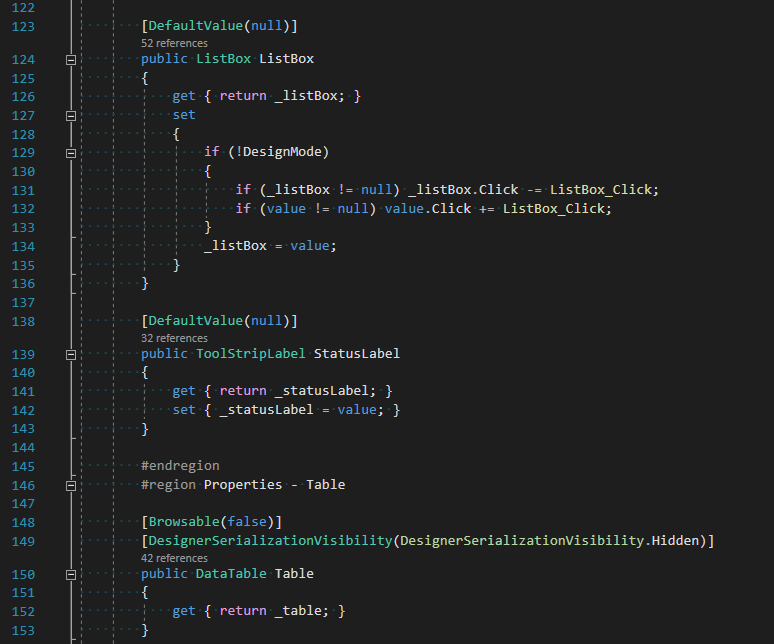 122
123 [DefaultValue(null)]
52 references
124 public ListBox ListBox
125 {
126 get { return _listBox; }
127 set
128 {
129 if (!DesignMode)
130 {
131 if (_listBox != null) _listBox.Click -= ListBox_Click;
132 if (value != null) value.Click += ListBox_Click;
133 }
134 _listBox = value;
135 }
136 }
137
138 [DefaultValue(null)]
32 references
139 public ToolStripLabel StatusLabel
140 {
141 get { return _statusLabel; }
142 set { _statusLabel = value; }
143 }
144
145 #endregion
146 #region Properties - Table
147
148 [Browsable(false)]
149 [DesignerSerializationVisibility(DesignerSerializationVisibility.Hidden)]
42 references
150 public DataTable Table
151 {
152 get { return _table; }
153 }